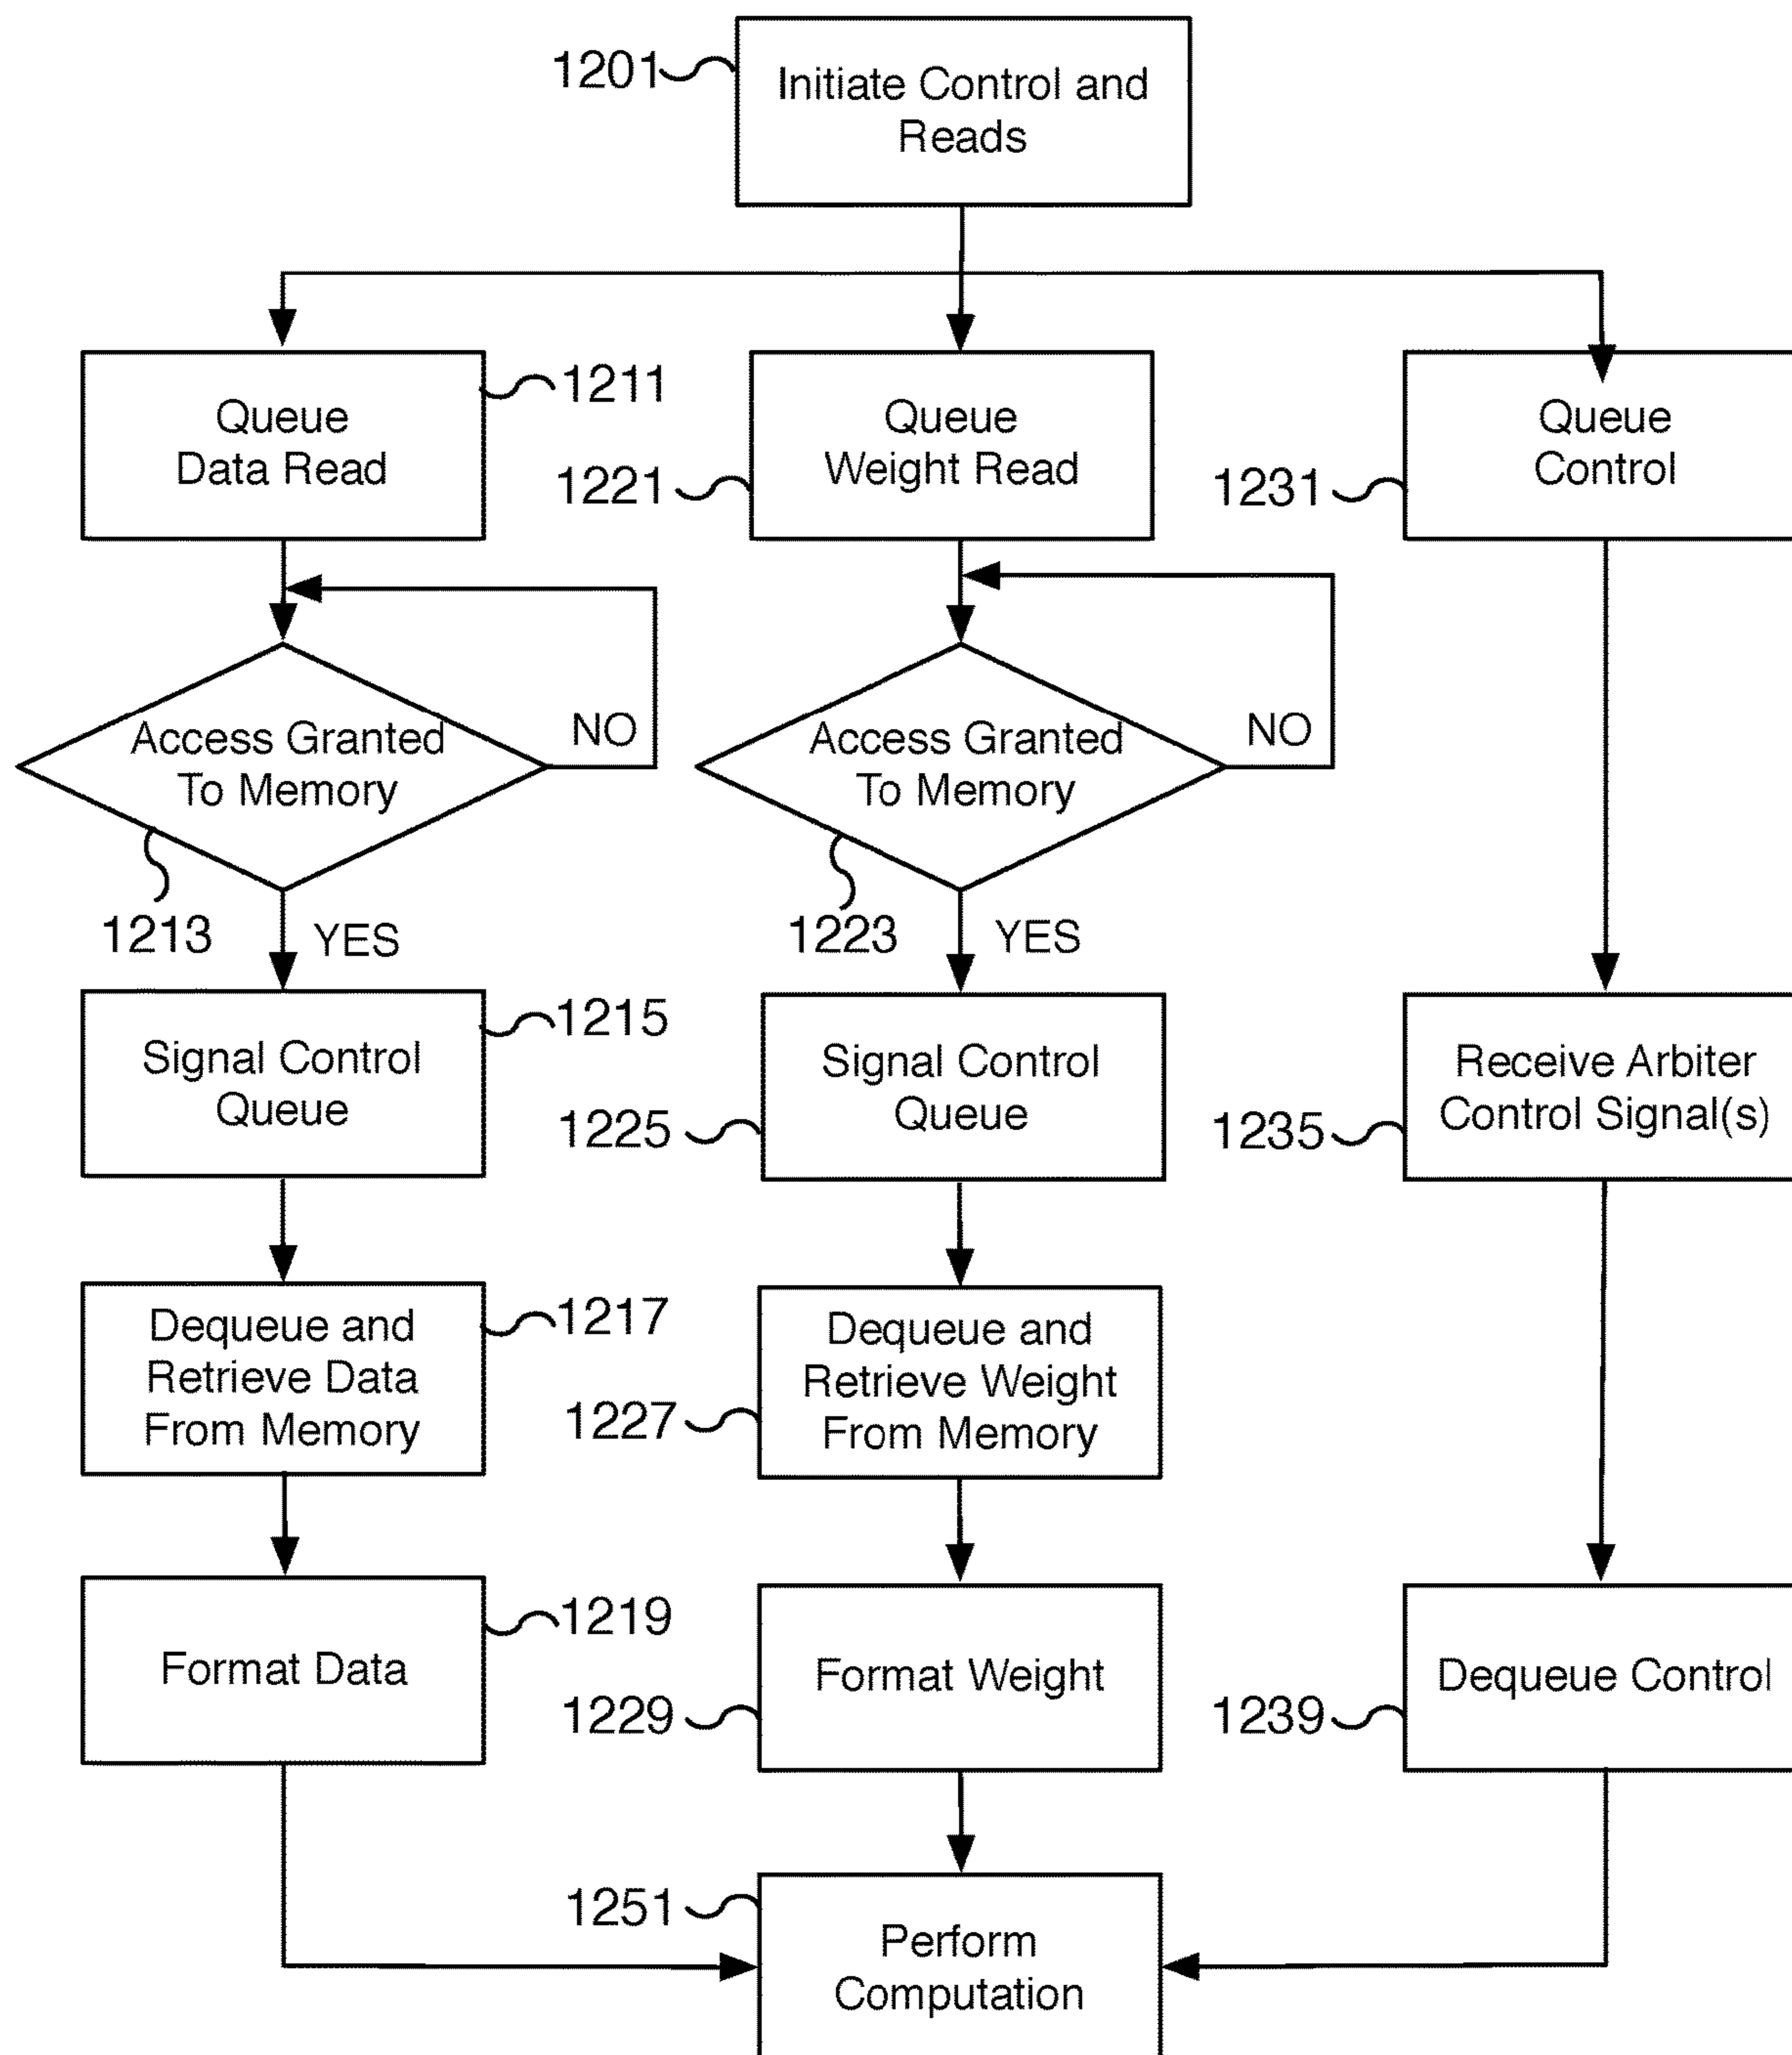 1201
Initiate Control and
Reads
Queue
Data Read
1211
1221
Queue
Weight Read
1231
Queue
Control
Access Granted
To Memory
NO
1213
YES
Access Granted
To Memory
NO
1223
YES
Signal Control
Queue
1215
1225
Signal Control
Queue
1235
Receive Arbiter
Control Signal(s)
Dequeue and
Retrieve Data
From Memory
1217
1227
Dequeue and
Retrieve Weight
From Memory
Format Data
1219
1229
Format Weight
1239
Dequeue Control
1251
Perform
Computation